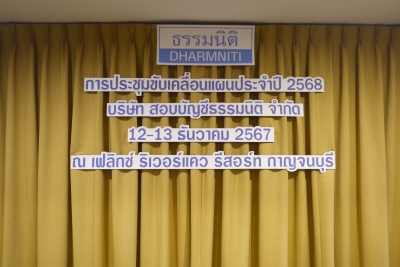 ธรรมนิติ
DHARMNITI
การประชุมขับเคลื่อนแผนประจำปี 2568
บริษัท สอบบัญชีธรรมนิติ จำกัด
12-13 ธันวาคม 2567
ณ เฟลิกซ์ ริเวอร์แคว รีสอร์ท กาญจนบุรี